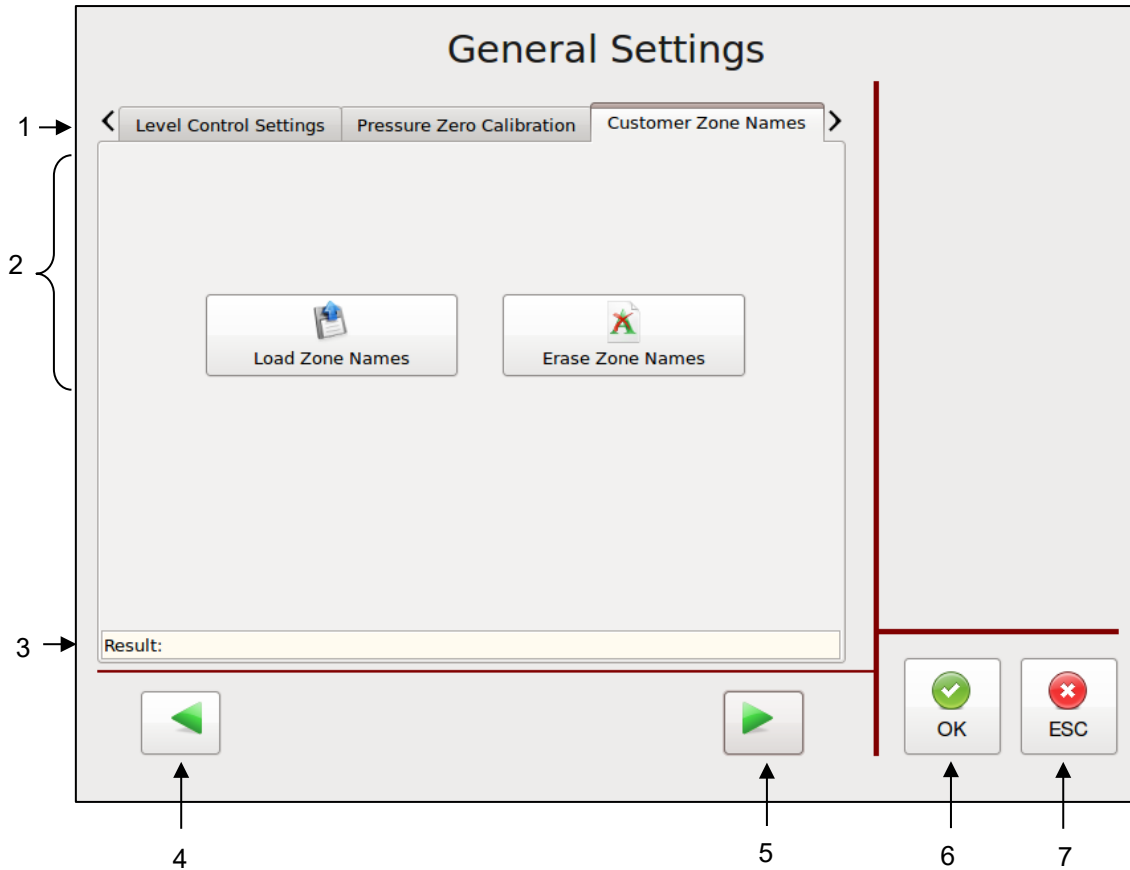 General Settings
1
Level Control Settings Pressure Zero Calibration Customer Zone Names
2
Load Zone Names Erase Zone Names
3
Result:
OK ESC
4 5 6 7